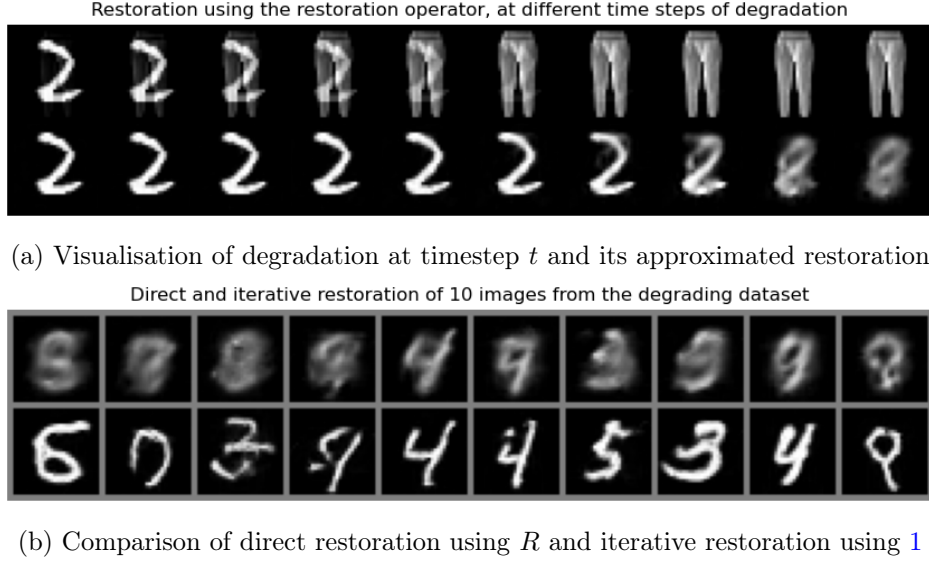 Restoration using the restoration operator, at different time steps of degradation
(a) Visualisation of degradation at timestep t and its approximated restoration
Direct and iterative restoration of 10 images from the degrading dataset
(b) Comparison of direct restoration using R and iterative restoration using 1